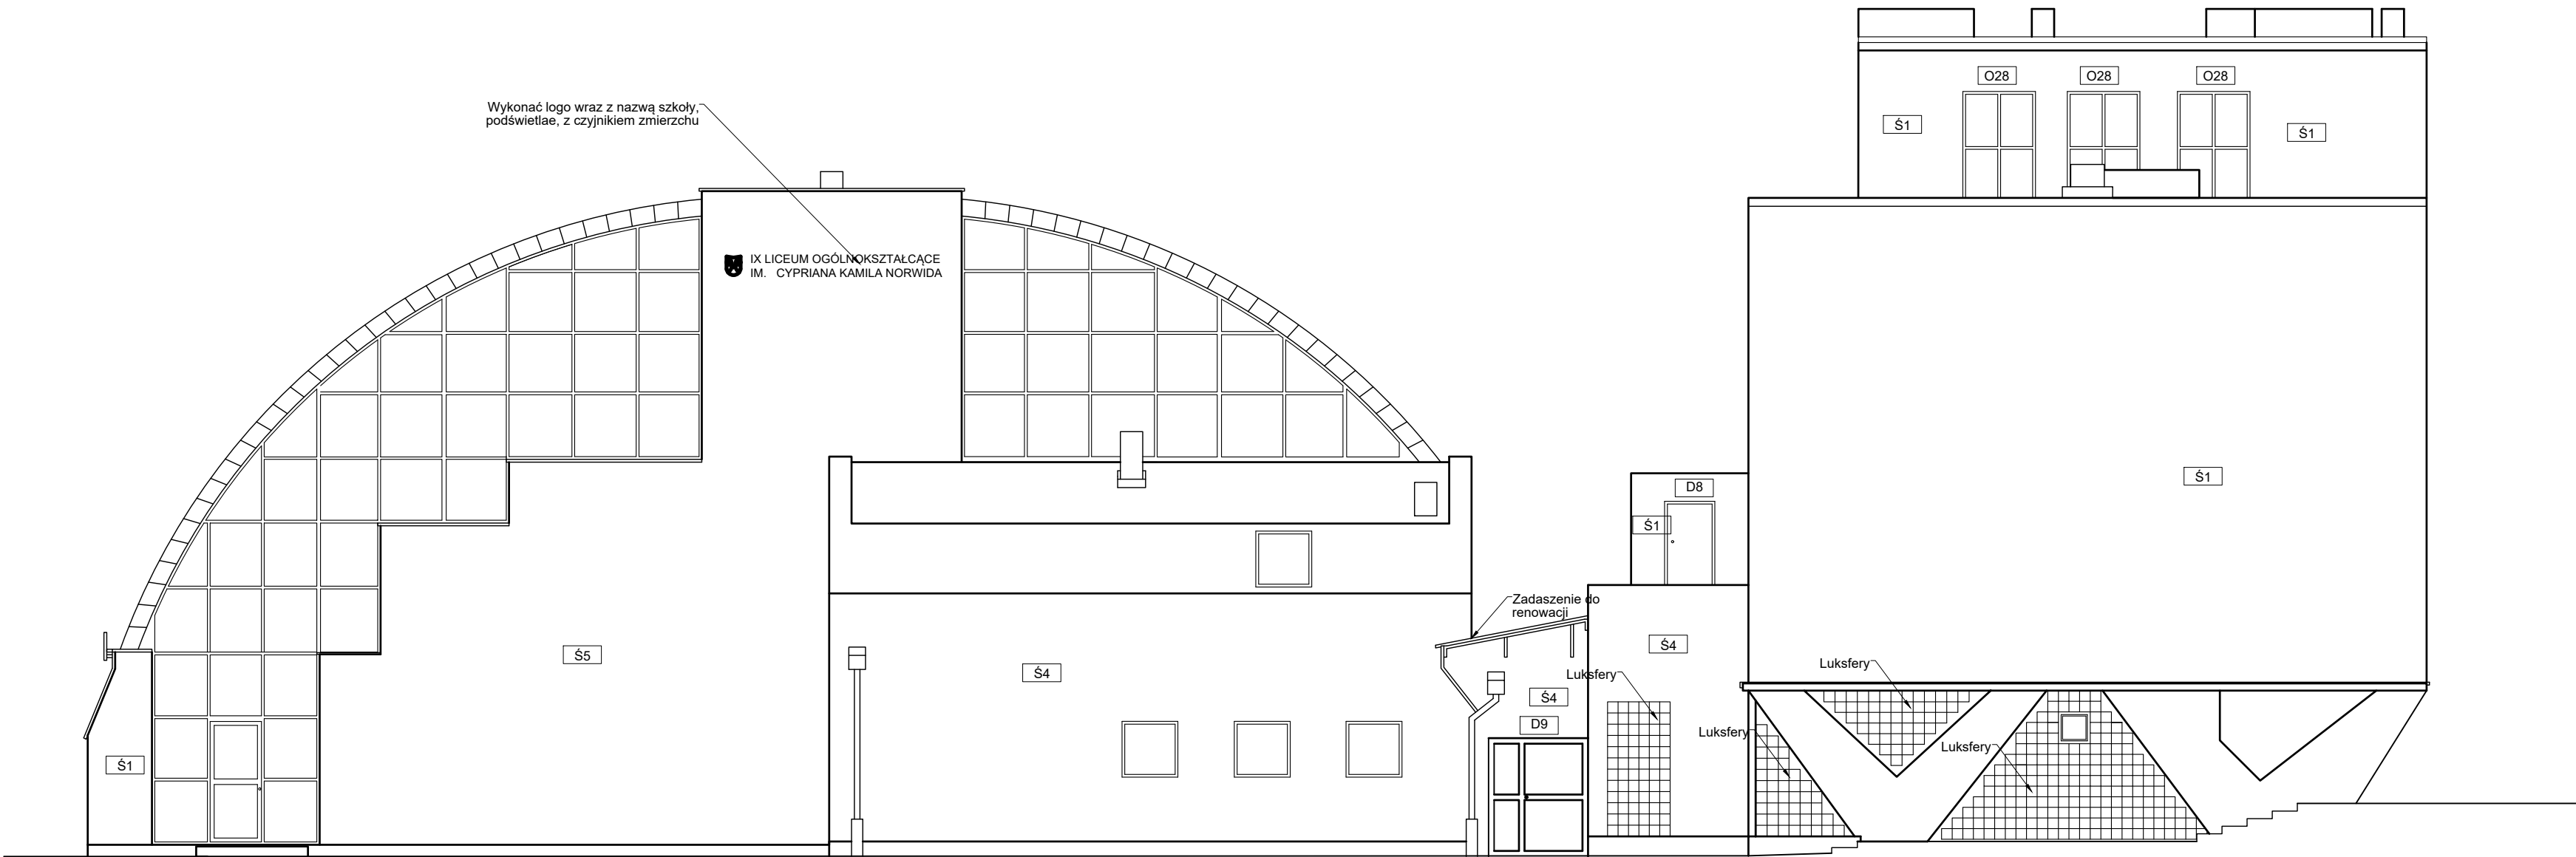 O28 O28 O28
Ś1
Ś1
Wykonać logo wraz z nazwą szkoły,
podświetlae, z czyjnikiem zmierzchu
IX LICEUM OGÓLNOKSZTAŁCĄCE
IM. CYPRIANA KAMILA NORWIDA
Ś1
D8
Ś1
Zadaszenie do
renowacji
Ś5
Ś4
Ś4
Luksfery
Luksfery
Ś4
D9
Luksfery
Luksfery
Ś1